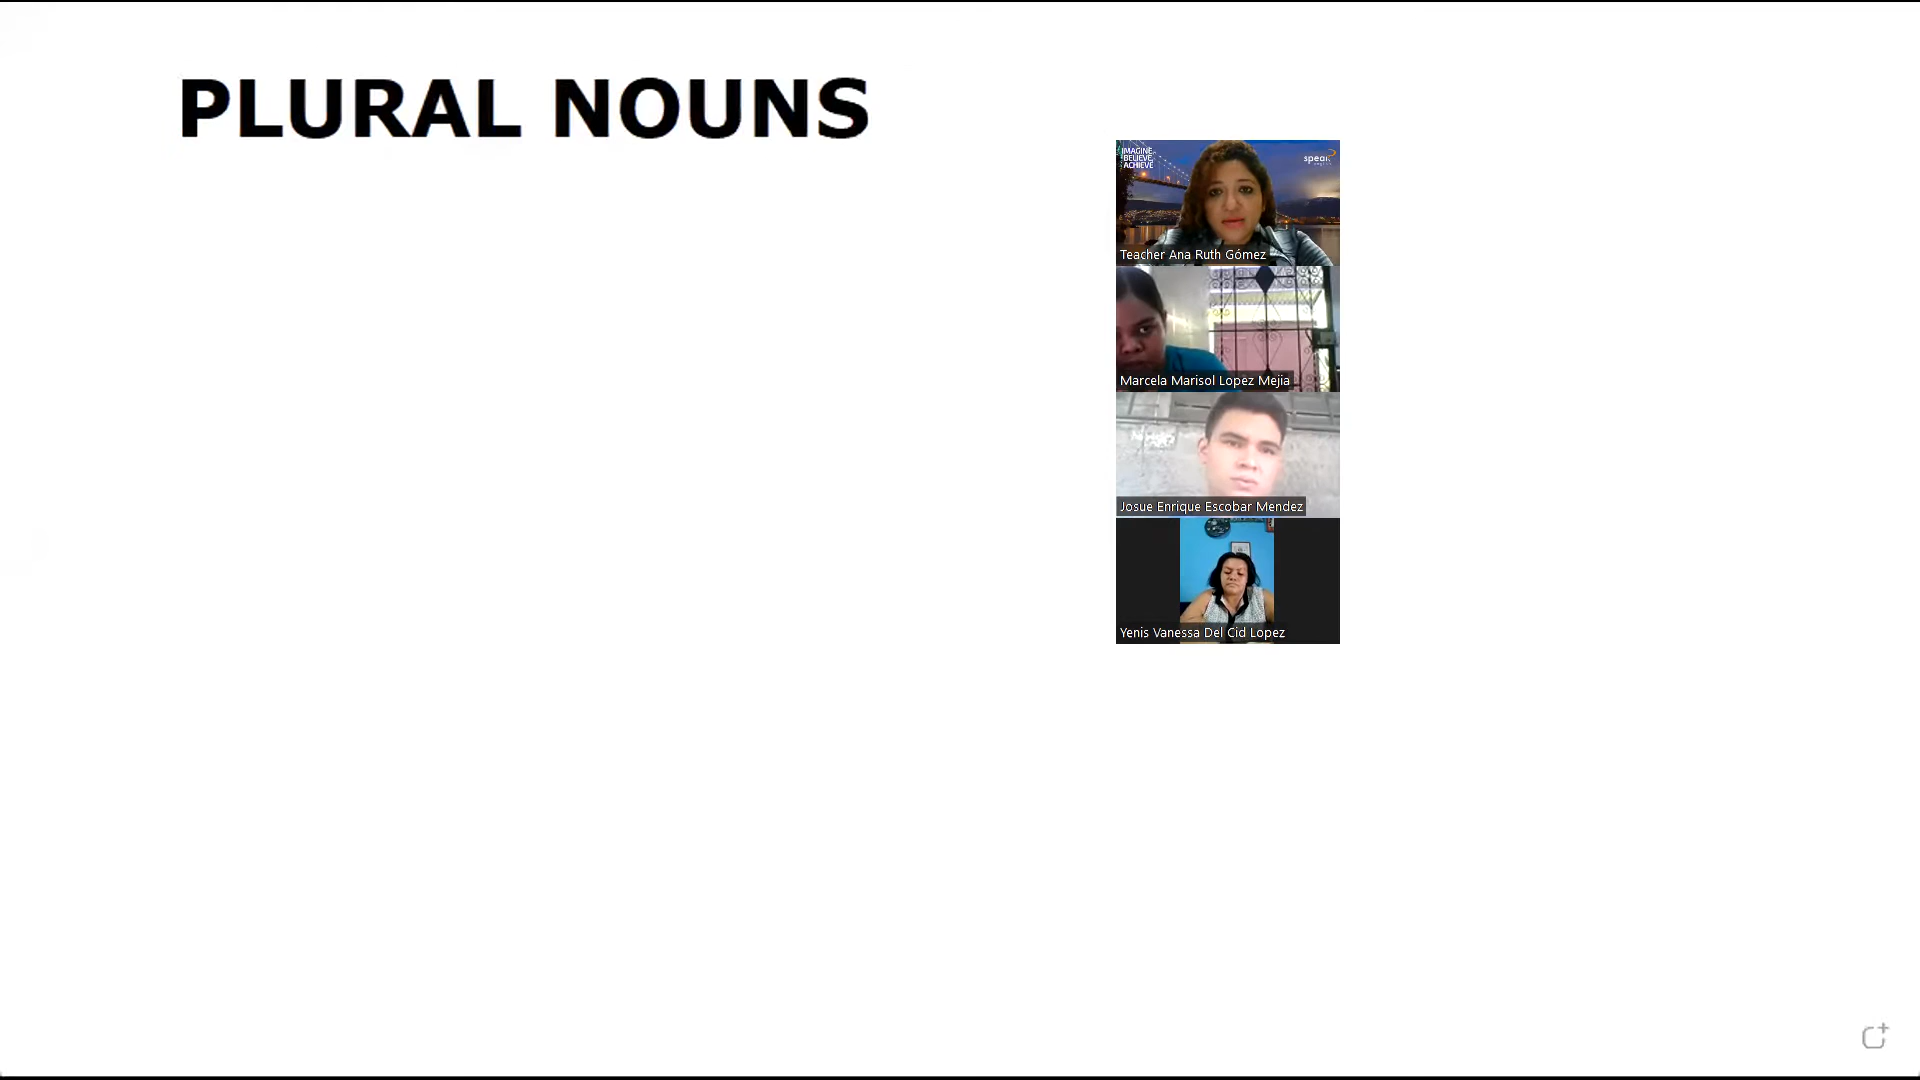 PLURAL NOUNS
IMAGINE
BELIEVE
ACHIEVE
speak
Teacher Ana Ruth Gómez
Marcela Marisol Lopez Mejia
Josue Enrique Escobar Mendez
Yenis Vanessa Del Cid Lopez